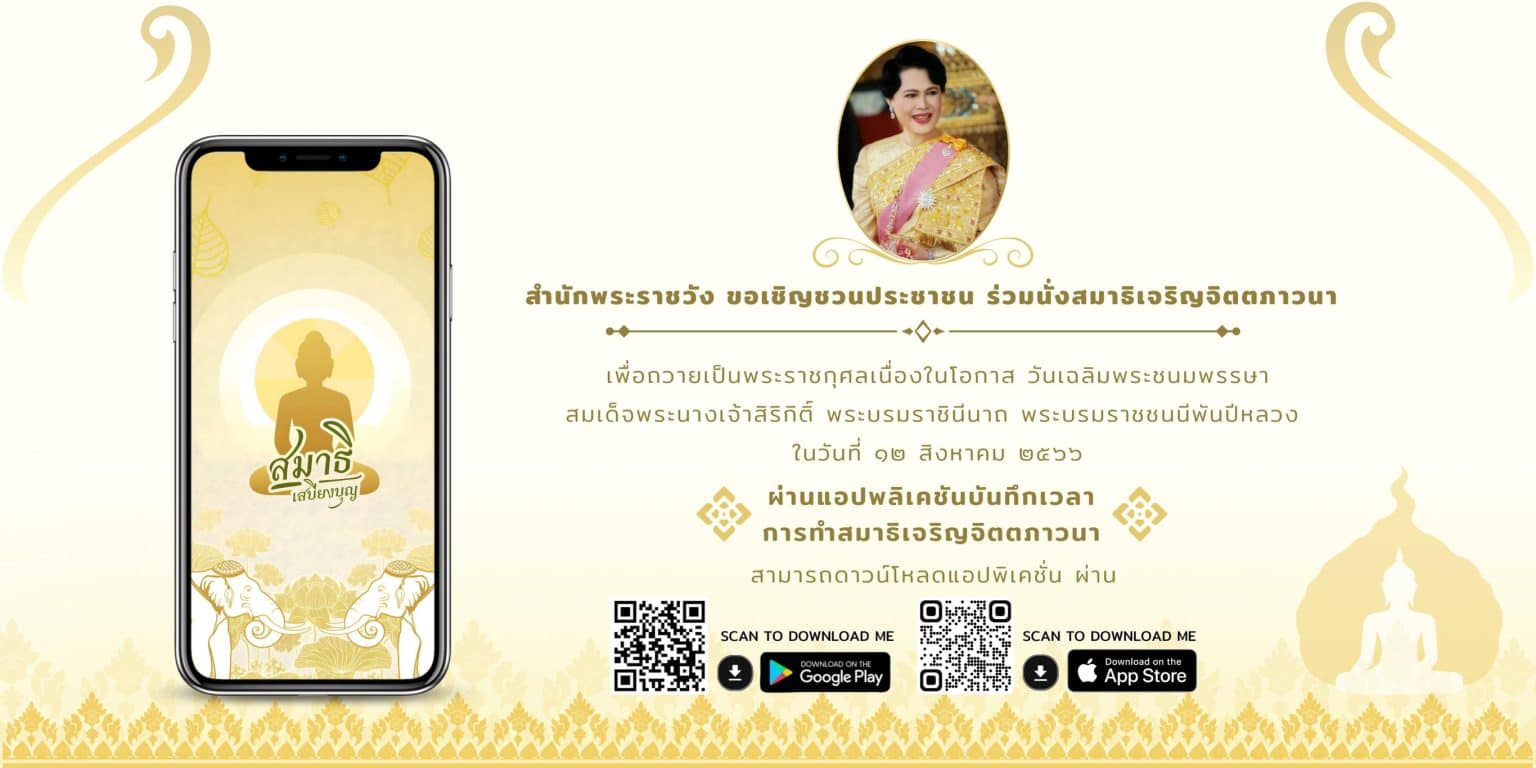 สำนักพระราชวัง ขอเชิญชวนประชาชน ร่วมนั่งสมาธิเจริญจิตตภาวนา
เพื่อถวายเป็นพระราชกุศลเนื่องในโอกาส วันเฉลิมพระชนมพรรษา
สมเด็จพระนางเจ้าสิริกิติ์ พระบรมราชินีนาถ พระบรมราชชนนีพันปีหลวง
ในวันที่ ๑๒ สิงหาคม ๒๕๖๖
ผ่านแอปพลิเคชันบันทึกเวลา
การทำสมาธิเจริญจิตตภาวนา
สามารถดาวน์โหลดแอปพิเคชั่น ผ่าน
SCAN TO DOWNLOAD ME
DOWNLOAD ON THE
Google Play
SCAN TO DOWNLOAD ME
Download on the
App Store
สมาธิ
เสบียงบุญ